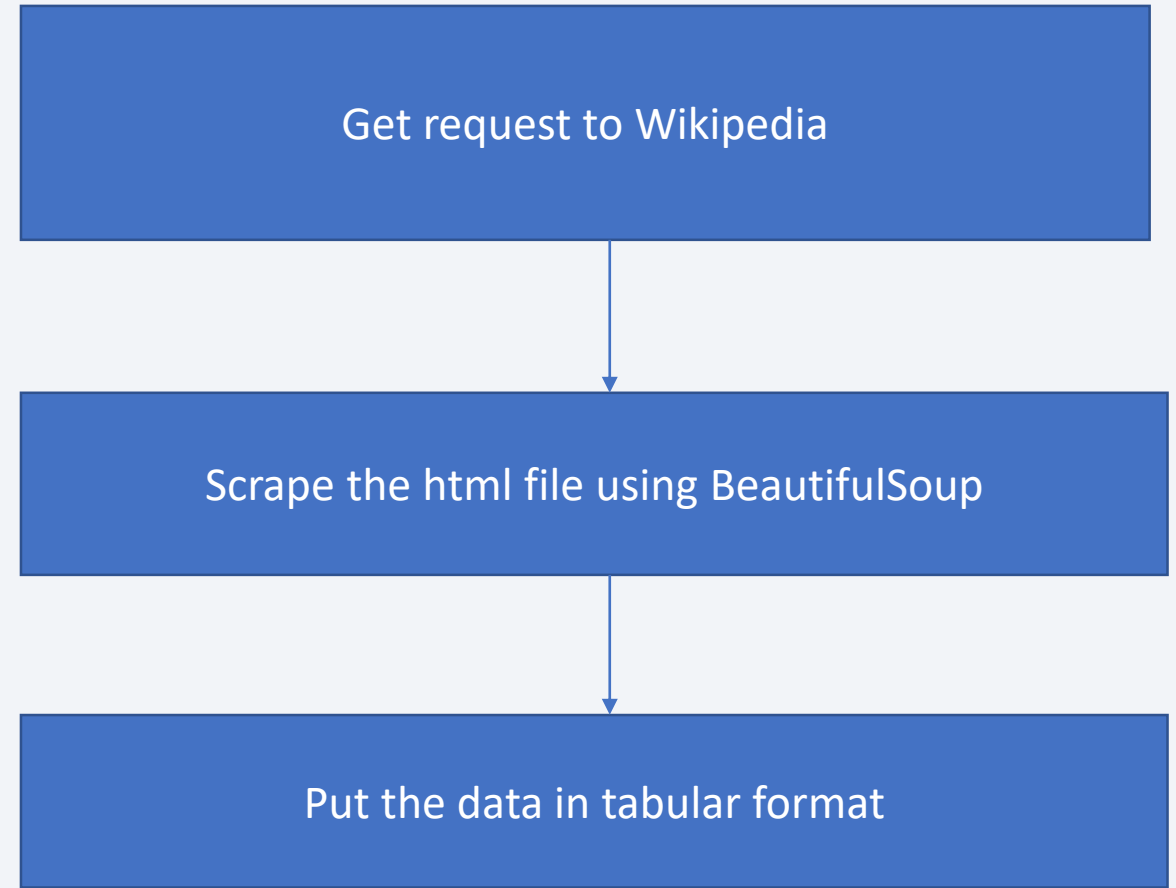 Get request to Wikipedia
Scrape the html file using BeautifulSoup
Put the data in tabular format